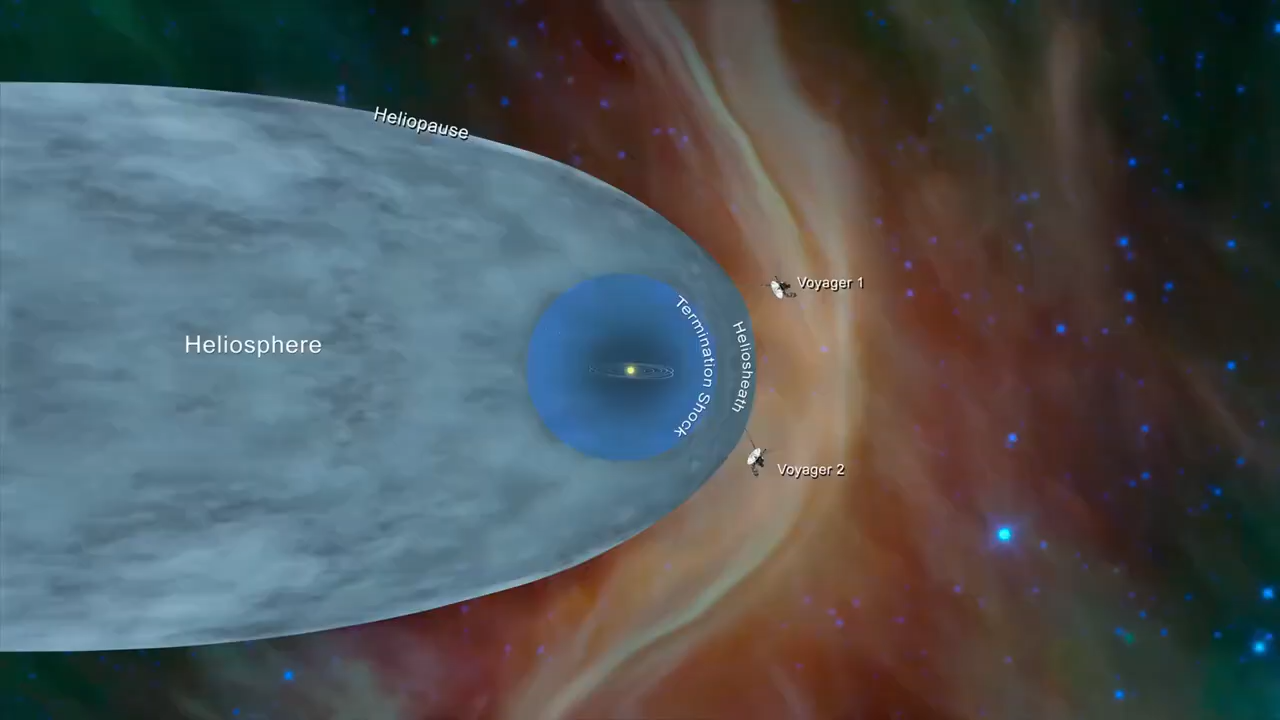 Heliopause
Voyager 1
Heliosphere
Termination Shock
Heliosheath
Voyager 2